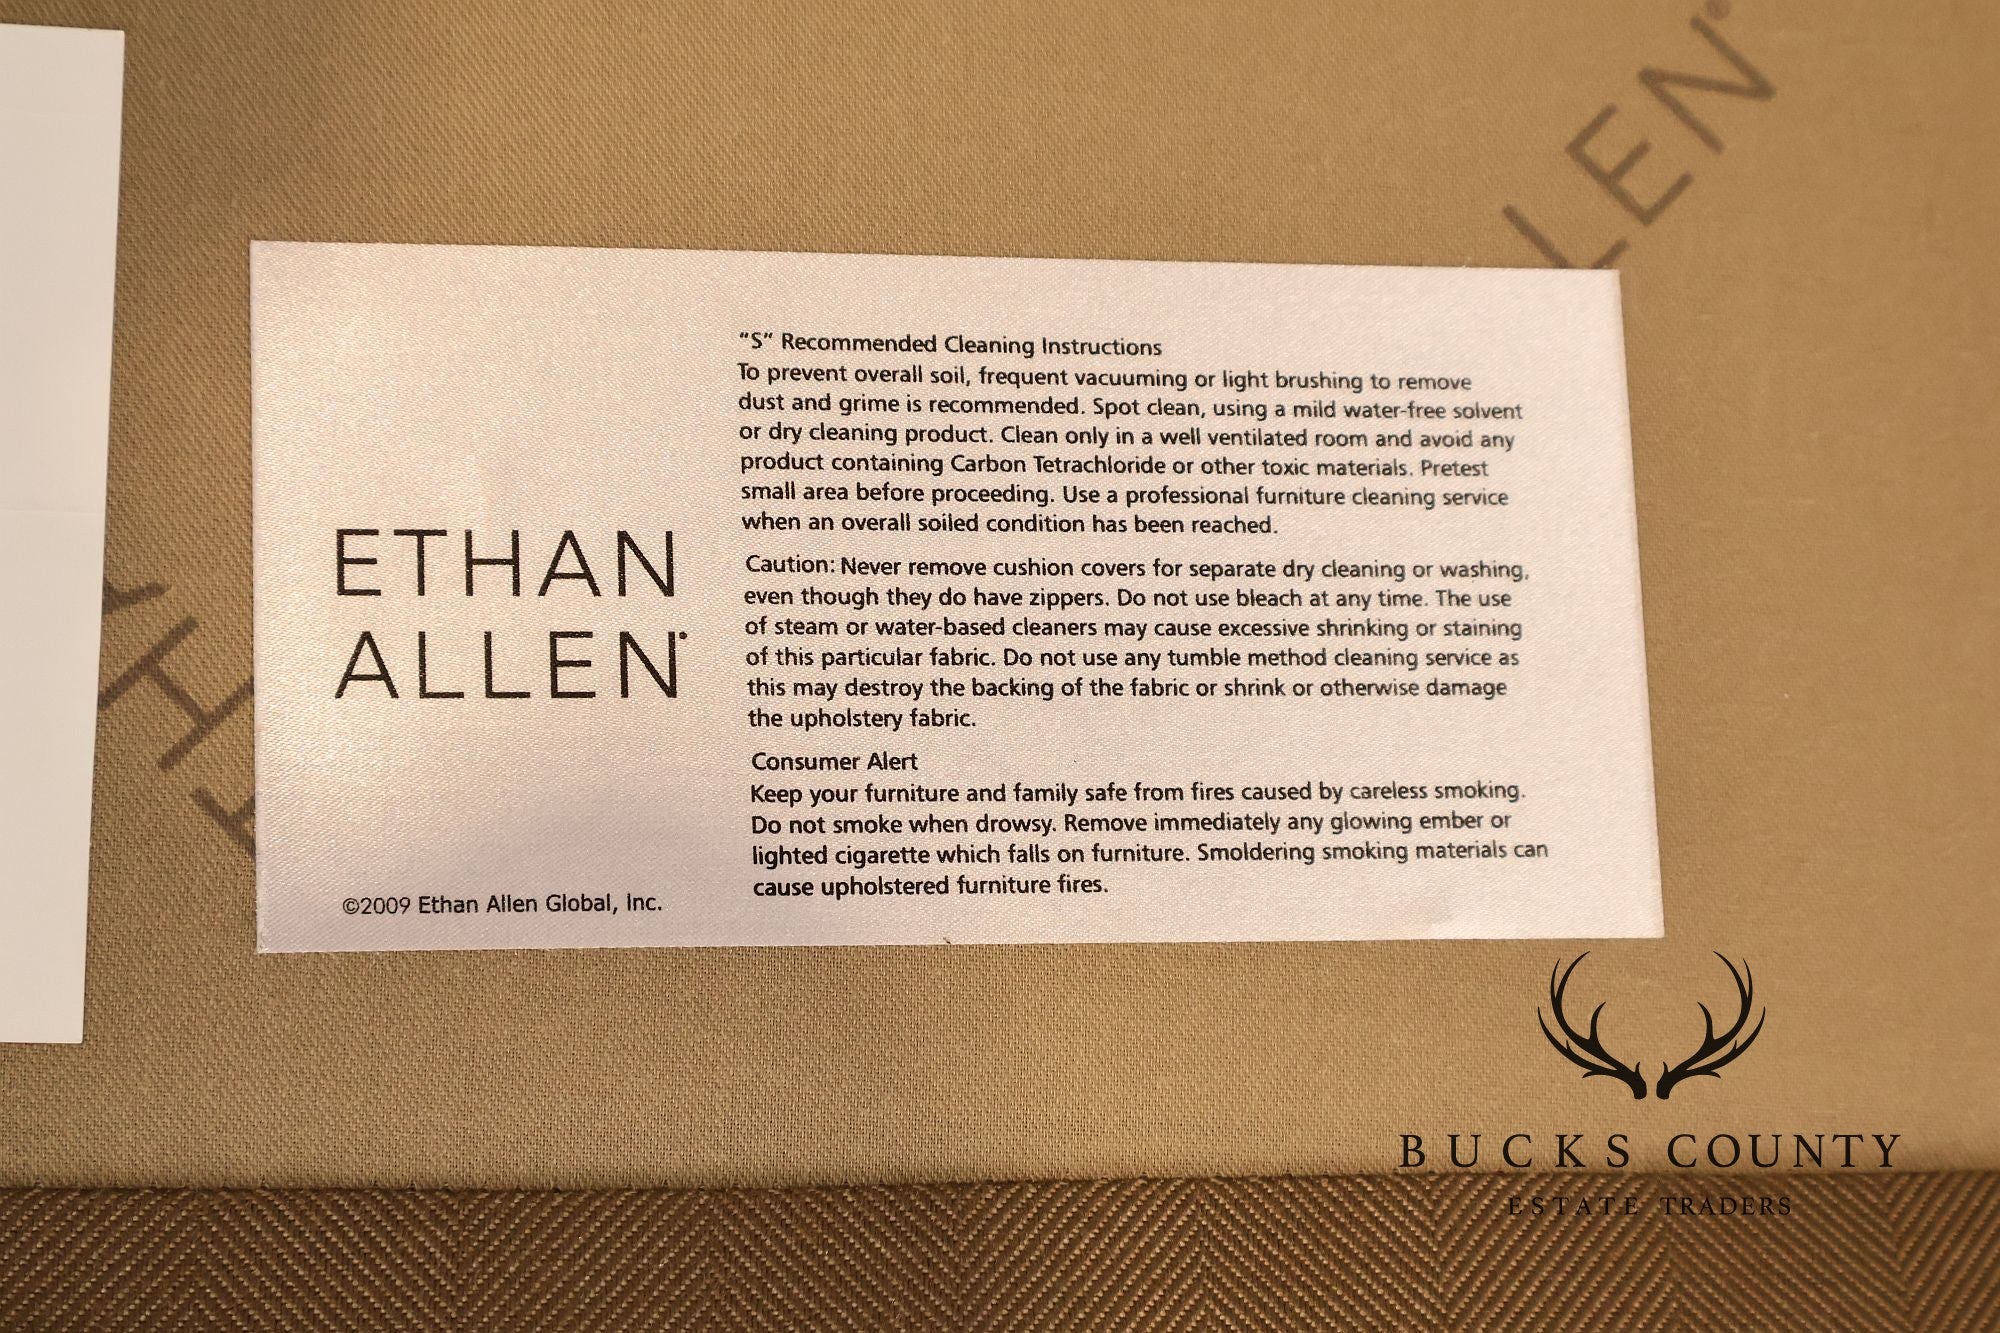 LEN®
"S" Recommended Cleaning Instructions
To prevent overall soil, frequent vacuuming or light brushing to remove
dust and grime is recommended. Spot clean, using a mild water-free solvent
or dry cleaning product. Clean only in a well ventilated room and avoid any
product containing Carbon Tetrachloride or other toxic materials. Pretest
small area before proceeding. Use a professional furniture cleaning service
when an overall soiled condition has been reached.
Caution: Never remove cushion covers for separate dry cleaning or washing,
even though they do have zippers. Do not use bleach at any time. The use
of steam or water-based cleaners may cause excessive shrinking or staining
of this particular fabric. Do not use any tumble method cleaning service as
this may destroy the backing of the fabric or shrink or otherwise damage
the upholstery fabric.
Consumer Alert
Keep your furniture and family safe from fires caused by careless smoking.
Do not smoke when drowsy. Remove immediately any glowing ember or
lighted cigarette which falls on furniture. Smoldering smoking materials can
cause upholstered furniture fires.
ETHAN
ALLEN®
©2009 Ethan Allen Global, Inc.
BUCKS COUNTY
ESTATE TRADERS